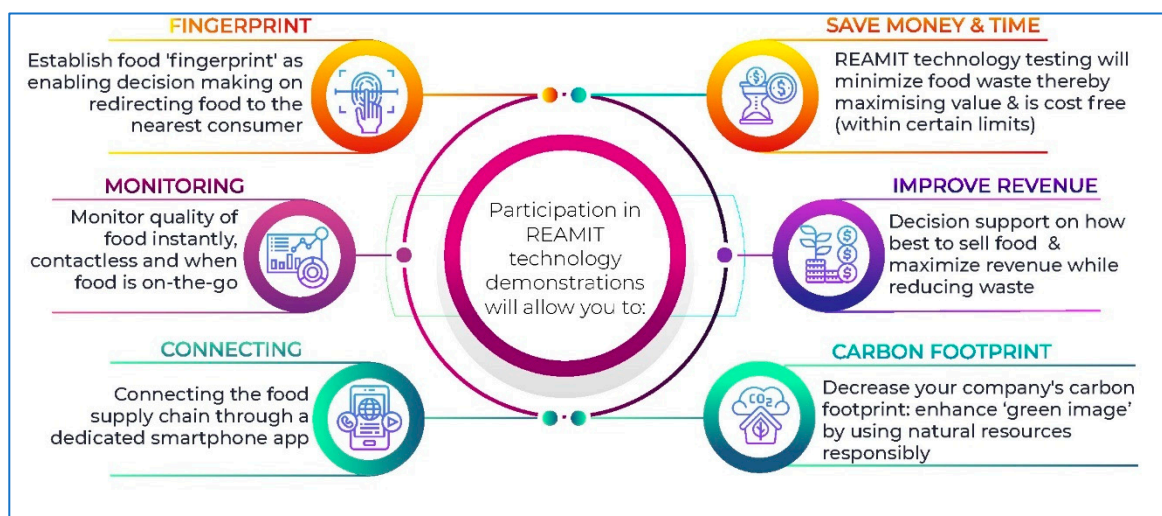 FINGERPRINT
Establish food 'fingerprint' as
enabling decision making on
redirecting food to the
nearest consumer
MONITORING
Monitor quality of
food instantly,
contactless and when
food is on-the-go
CONNECTING
Connecting the food
supply chain through a
dedicated smartphone app
Participation in
REAMIT
technology
demonstrations
will allow you to:
SAVE MONEY & TIME
REAMIT technology testing will
minimize food waste thereby
maximising value & is cost free
(within certain limits)
IMPROVE REVENUE
Decision support on how
best to sell food &
maximize revenue while
reducing waste
CARBON FOOTPRINT
CO2
Decrease your company's carbon
footprint: enhance ‘green image’
by using natural resources
responsibly